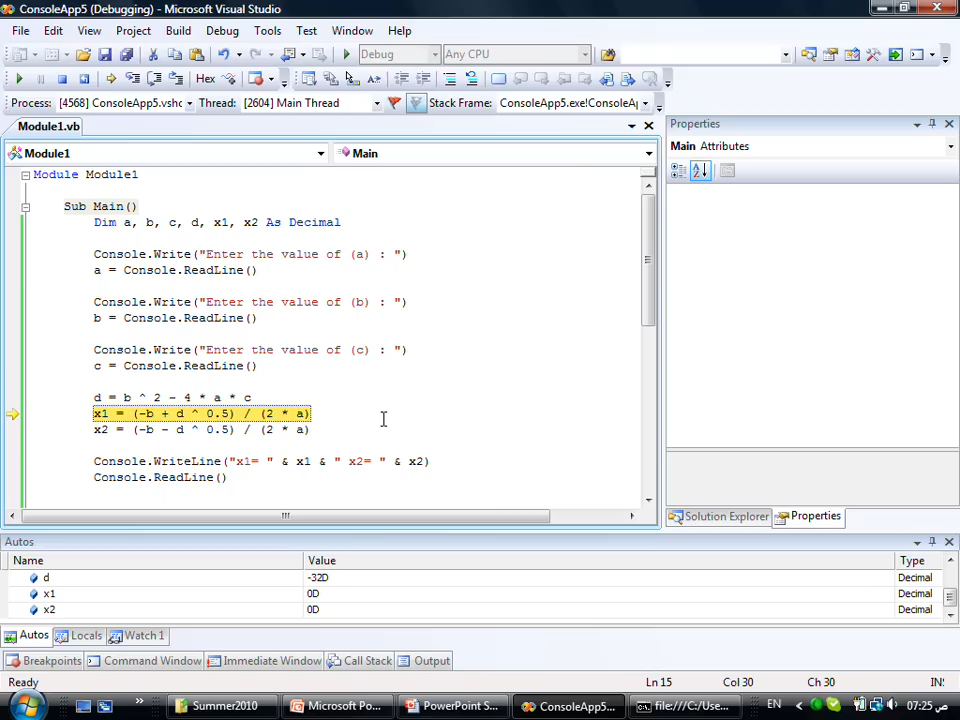 ConsoleApp5 (Debugging) - Microsoft Visual Studio
File Edit View Project Build Debug Tools Test Window Help
Debug Any CPU
Hex
Process: [4568] ConsoleApp5.vshc Thread: [2604] Main Thread Stack Frame: ConsoleApp5.exe!ConsoleA
Module1.vb
Module1 Main
Module Module1
Sub Main()
Dim a, b, c, d, x1, x2 As Decimal
Console.Write("Enter the value of (a) : ")
a = Console.ReadLine()
Console.Write("Enter the value of (b) : ")
b = Console.ReadLine()
Console.Write("Enter the value of (c) : ")
c = Console.ReadLine()
d = b ^ 2 - 4 * a * c
x1 = (-b + d ^ 0.5) / (2 * a)
x2 = (-b - d ^ 0.5) / (2 * a)
Console.WriteLine("x1= " & x1 & " x2= " & x2)
Console.ReadLine()
Properties
Main Attributes
Solution Explorer Properties
Autos
Name Value Type
d -32D Decimal
x1 0D Decimal
x2 0D Decimal
Autos Locals Watch 1
Breakpoints Command Window Immediate Window Call Stack Output
Ready Ln 15 Col 30 Ch 30 INS
Summer2010 Microsoft Po... PowerPoint S... ConsoleApp5... file:///C:/Use... EN 07:25 ص